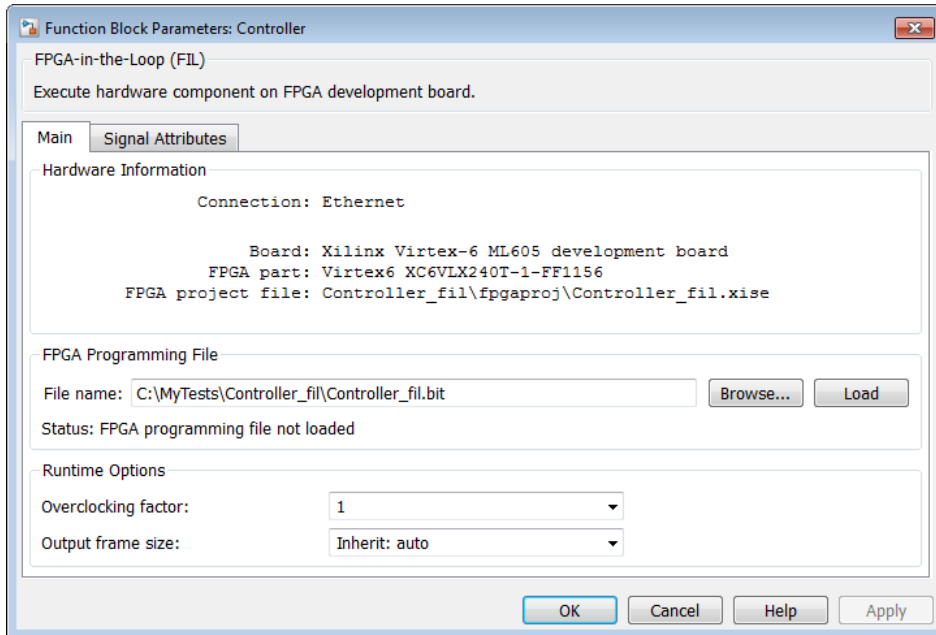 Function Block Parameters: Controller
FPGA-in-the-Loop (FIL)
Execute hardware component on FPGA development board.
Main Signal Attributes
Hardware Information
Connection: Ethernet
Board: Xilinx Virtex-6 ML605 development board
FPGA part: Virtex6 XC6VLX240T-1-FF1156
FPGA project file: Controller_fil\fpgaproj\Controller_fil.xise
FPGA Programming File
File name: C:\MyTests\Controller_fil\Controller_fil.bit Browse... Load
Status: FPGA programming file not loaded
Runtime Options
Overclocking factor: 1
Output frame size: Inherit: auto
OK Cancel Help Apply